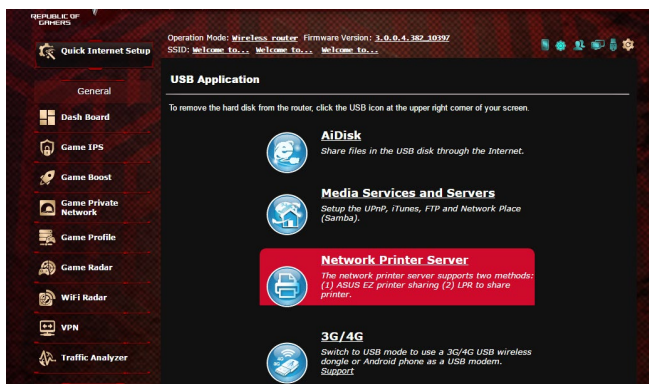 REPUBLIC OF
GAMERS
Quick Internet Setup
Operation Mode: Wireless router Firmware Version: 3.0.0.4.382_10397
SSID: Welcome to... Welcome to... Welcome to...
General
Dash Board
Game IPS
Game Boost
Game Private
Network
Game Profile
Game Radar
WiFi Radar
VPN
Traffic Analyzer
USB Application
To remove the hard disk from the router, click the USB icon at the upper right corner of your screen.
AiDisk
Share files in the USB disk through the Internet.
Media Services and Servers
Setup the UPnP, iTunes, FTP and Network Place
(Samba).
Network Printer Server
The network printer server supports two methods:
(1) ASUS EZ printer sharing (2) LPR to share
printer.
3G/4G
Switch to USB mode to use a 3G/4G USB wireless
dongle or Android phone as a USB modem.
Support